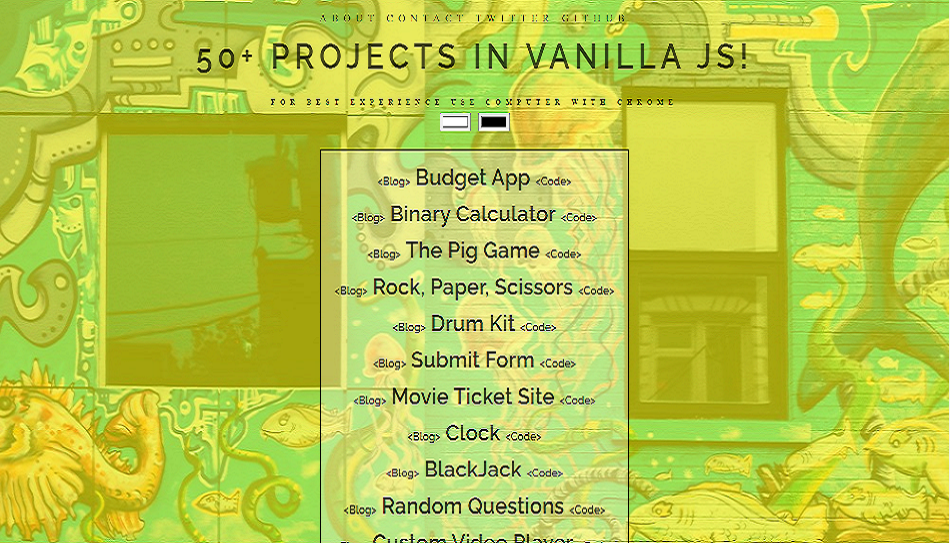 ABOUT CONTACT TWITTER GITHUB
50+ PROJECTS IN VANILLA JS!
FOR BEST EXPERIENCE USE COMPUTER WITH CHROME
<Blog> Budget App <Code>
<Blog> Binary Calculator <Code>
<Blog> The Pig Game <Code>
<Blog> Rock, Paper, Scissors <Code>
<Blog> Drum Kit <Code>
<Blog> Submit Form <Code>
<Blog> Movie Ticket Site <Code>
<Blog> Clock <Code>
<Blog> BlackJack <Code>
<Blog> Random Questions <Code>
Custom Video Player